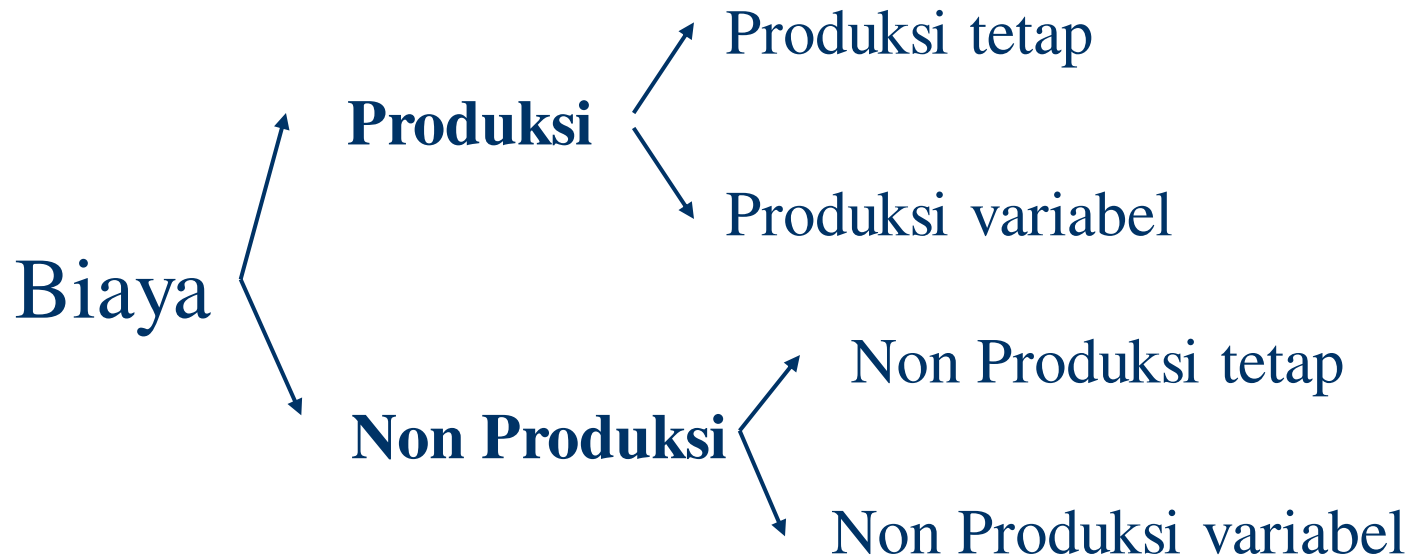 Produksi tetap
Produksi
Produksi variabel
Biaya
Non Produksi tetap
Non Produksi
Non Produksi variabel